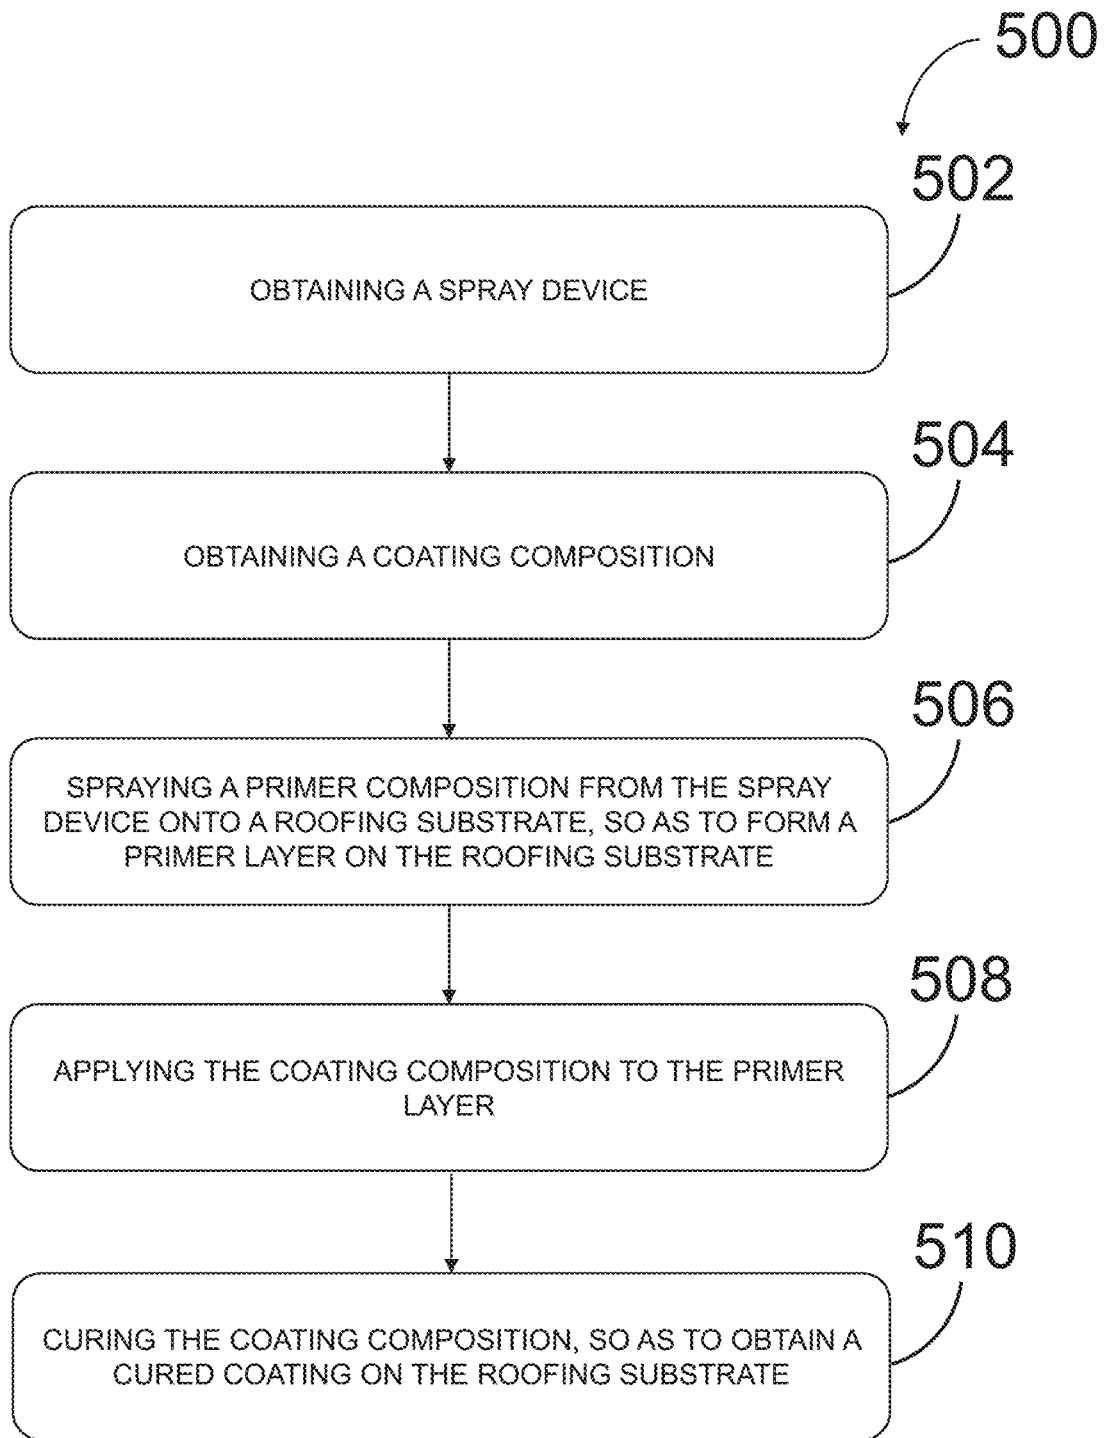 500
502
OBTAINING A SPRAY DEVICE
504
OBTAINING A COATING COMPOSITION
506
SPRAYING A PRIMER COMPOSITION FROM THE SPRAY
DEVICE ONTO A ROOFING SUBSTRATE, SO AS TO FORM A
PRIMER LAYER ON THE ROOFING SUBSTRATE
508
APPLYING THE COATING COMPOSITION TO THE PRIMER
LAYER
510
CURING THE COATING COMPOSITION, SO AS TO OBTAIN A
CURED COATING ON THE ROOFING SUBSTRATE